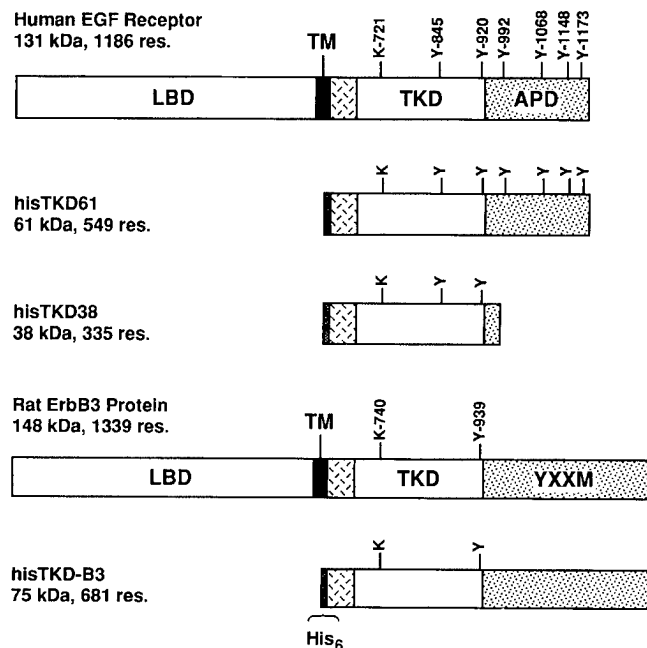 Human EGF Receptor
131 kDa, 1186 res.
TM
K-721
Y-845
Y-920
Y-992
Y-1068
Y-1148
Y-1173
LBD
TKD
APD
hisTKD61
61 kDa, 549 res.
K
Y
Y
Y
Y
Y
Y
hisTKD38
38 kDa, 335 res.
K
Y
Y
Rat ErbB3 Protein
148 kDa, 1339 res.
TM
K-740
Y-939
LBD
TKD
YXXM
hisTKD-B3
75 kDa, 681 res.
K
Y
His6